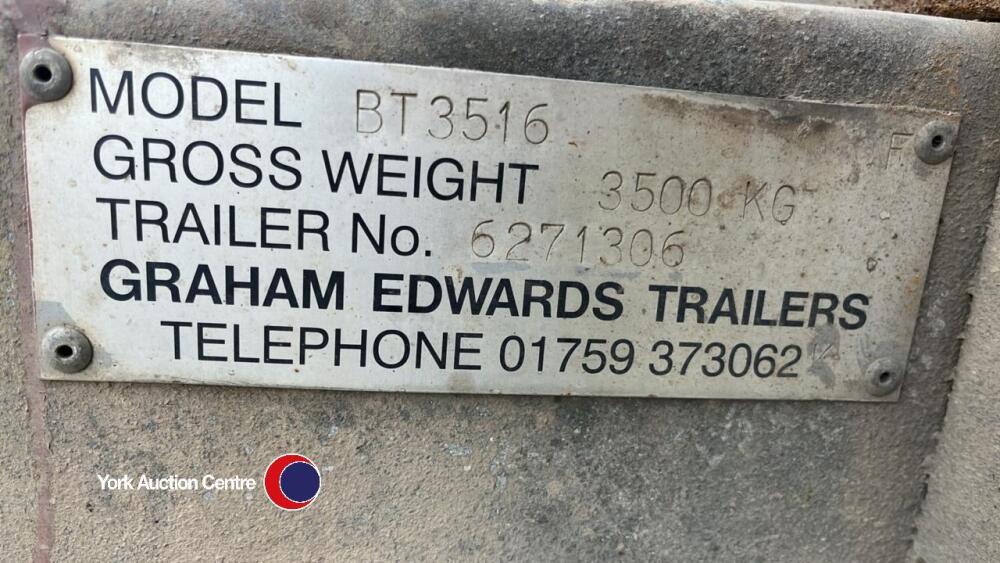 MODEL BT3516 F
GROSS WEIGHT 3500 KG
TRAILER No. 6271306
GRAHAM EDWARDS TRAILERS
TELEPHONE 01759 373062
York Auction Centre